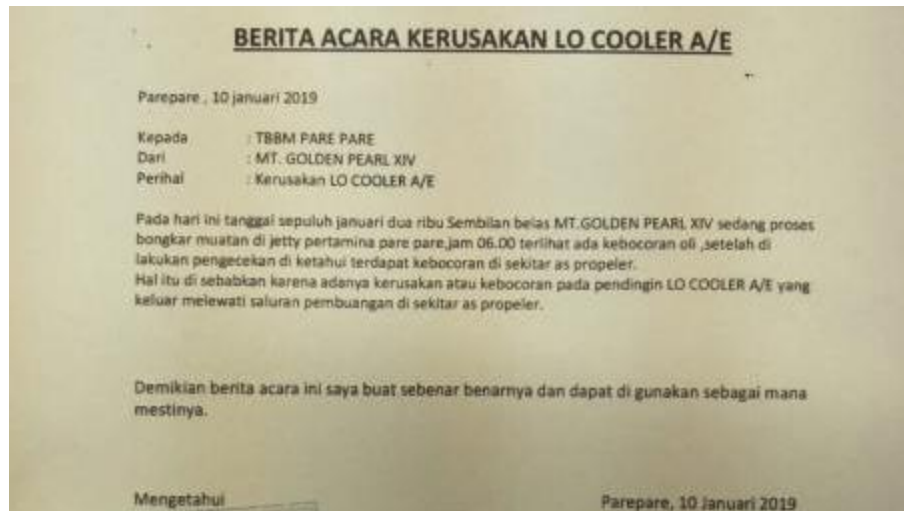 BERITA ACARA KERUSAKAN LO COOLER A/E
Parepare , 10 januari 2019
Kepada : TBBM PARE PARE
Dari : MT. GOLDEN PEARL XIV
Perihal : Kerusakan LO COOLER A/E
Pada hari ini tanggal sepuluh januari dua ribu Sembilan belas MT.GOLDEN PEARL XIV sedang proses
bongkar muatan di jetty pertamina pare pare,jam 06.00 terlihat ada kebocoran oli ,setelah di
lakukan pengecekan di ketahui terdapat kebocoran di sekitar as propeler.
Hal itu di sebabkan karena adanya kerusakan atau kebocoran pada pendingin LO COOLER A/E yang
keluar melewati saluran pembuangan di sekitar as propeler.
Demikian berita acara ini saya buat sebenar benarnya dan dapat di gunakan sebagai mana
mestinya.
Mengetahui Parepare, 10 Januari 2019